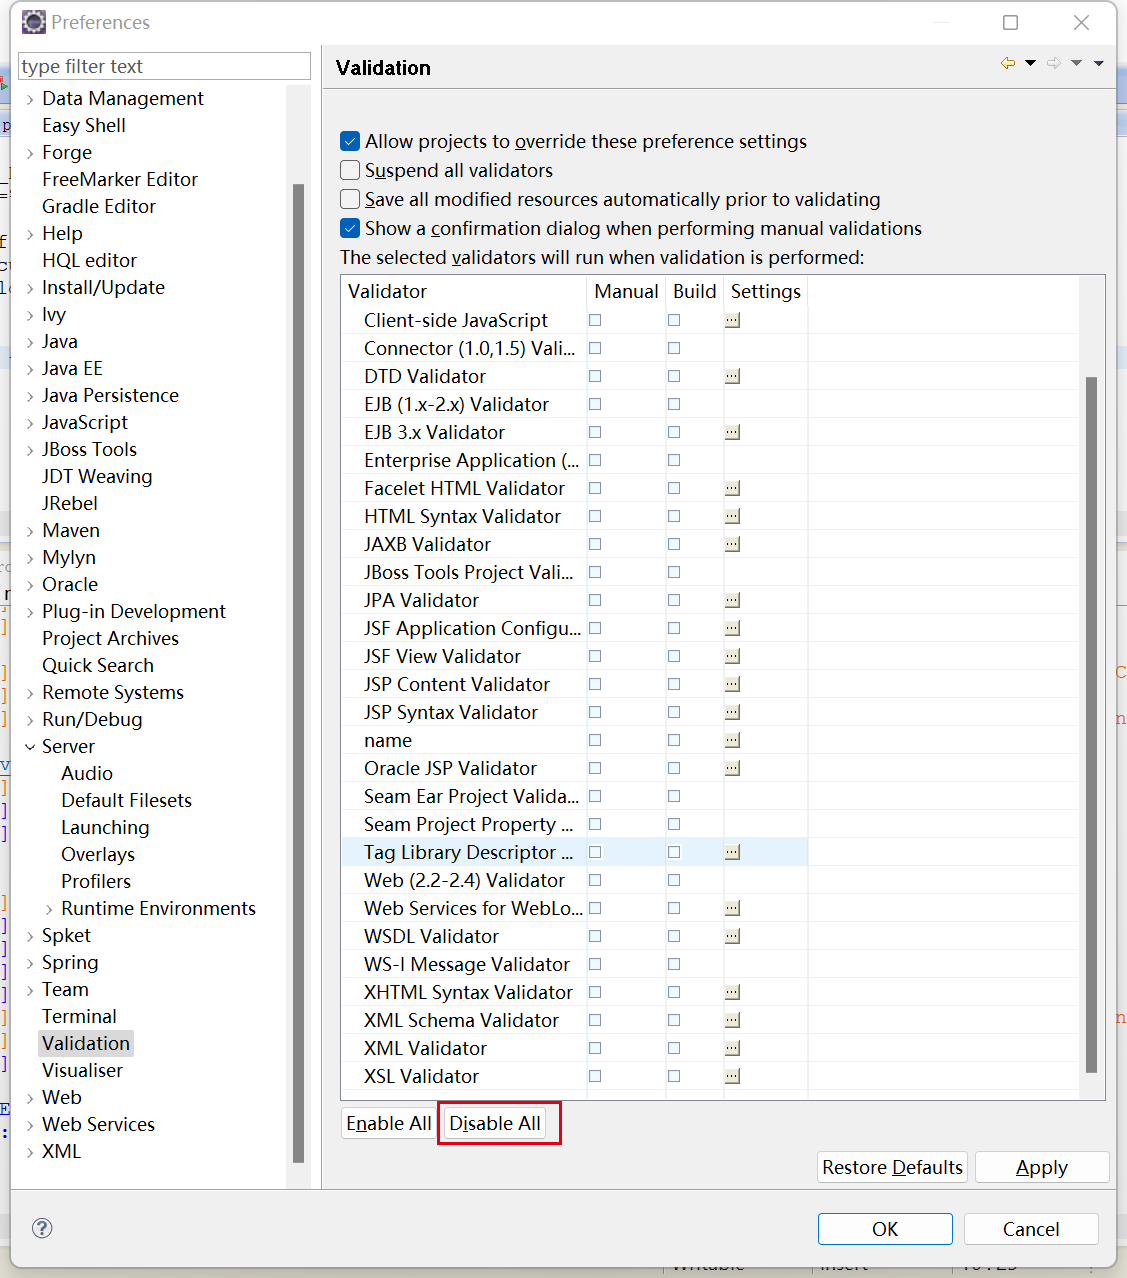 Preferences
type filter text
Data Management
Easy Shell
Forge
FreeMarker Editor
Gradle Editor
Help
HQL editor
Install/Update
Ivy
Java
Java EE
Java Persistence
JavaScript
JBoss Tools
JDT Weaving
JRebel
Maven
Mylyn
Oracle
Plug-in Development
Project Archives
Quick Search
Remote Systems
Run/Debug
Server
Audio
Default Filesets
Launching
Overlays
Profilers
Runtime Environments
Spket
Spring
Team
Terminal
Validation
Visualiser
Web
Web Services
XML
Validation
Allow projects to override these preference settings
Suspend all validators
Save all modified resources automatically prior to validating
Show a confirmation dialog when performing manual validations
The selected validators will run when validation is performed:
Validator Manual Build Settings
Client-side JavaScript
Connector (1.0,1.5) Vali...
DTD Validator
EJB (1.x-2.x) Validator
EJB 3.x Validator
Enterprise Application (...
Facelet HTML Validator
HTML Syntax Validator
JAXB Validator
JBoss Tools Project Vali...
JPA Validator
JSF Application Configu...
JSF View Validator
JSP Content Validator
JSP Syntax Validator
name
Oracle JSP Validator
Seam Ear Project Valida...
Seam Project Property ...
Tag Library Descriptor ...
Web (2.2-2.4) Validator
Web Services for WebLo...
WSDL Validator
WS-I Message Validator
XHTML Syntax Validator
XML Schema Validator
XML Validator
XSL Validator
Enable All Disable All
Restore Defaults Apply
OK Cancel